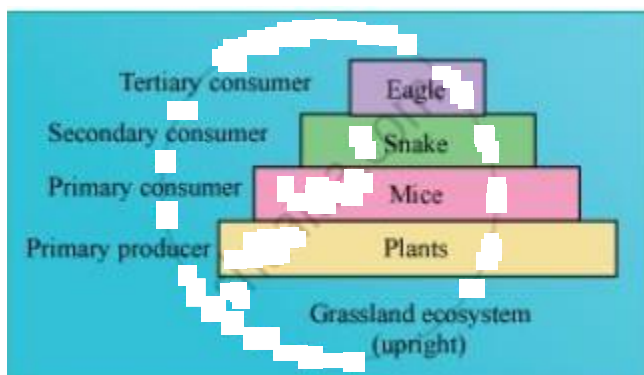 Tertiary consumer Eagle
Secondary consumer Snake
Primary consumer Mice
Primary producer Plants
Grassland ecosystem
(upright)